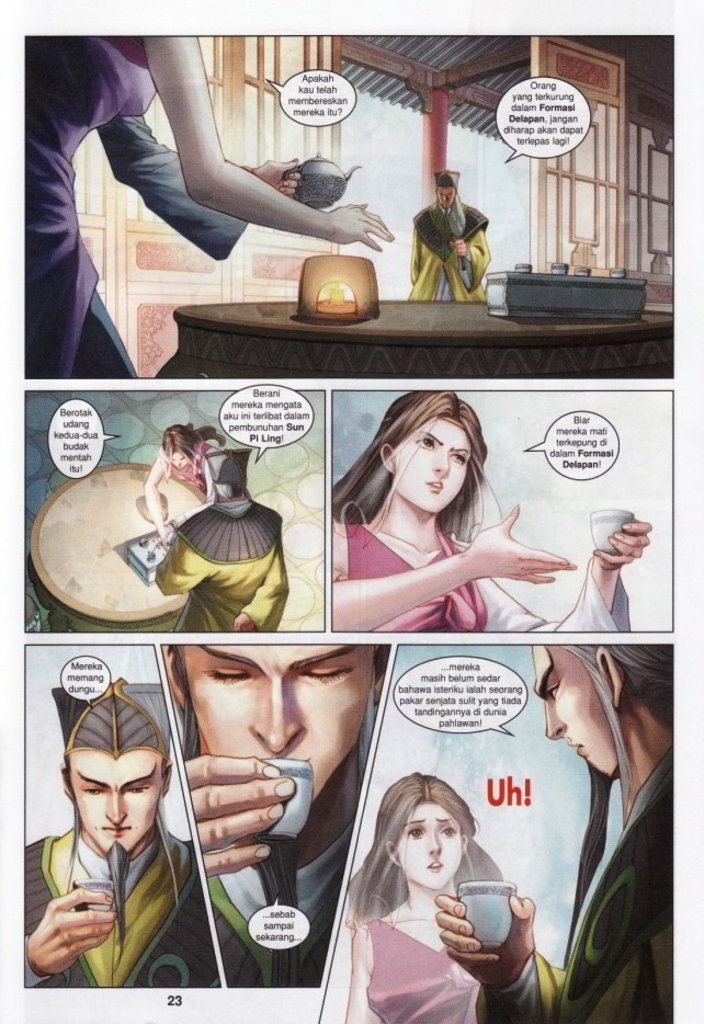 Apakah
kau telah
membereskan
mereka itu?
Orang
yang terkurung
dalam Formasi
Delapan, jangan
diharap akan dapat
terlepas lagi!
Berotak
udang
kedua-dua
budak
mentah
itu!
Berani
mereka mengata
aku ini terlibat dalam
pembunuhan Sun
Pi Ling!
Biar
mereka mati
terkepung di
dalam Formasi
Delapan!
Mereka
memang
dungu...
...sebab
sampai
sekarang...
...mereka
masih belum sedar
bahawa isteriku ialah seorang
pakar senjata sulit yang tiada
tandingannya di dunia
pahlawan!
Uh!
23